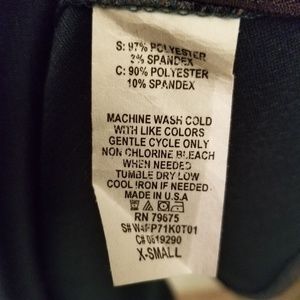 S: 97% POLYESTER
3% SPANDEX
C: 90% POLYESTER
10% SPANDEX
MACHINE WASH COLD
WITH LIKE COLORS
GENTLE CYCLE ONLY
NON CHLORINE BLEACH
WHEN NEEDED
TUMBLE DRY LOW
COOL IRON IF NEEDED
MADE IN U.S.A
RN 79675
C# 0619290
X-SMALL